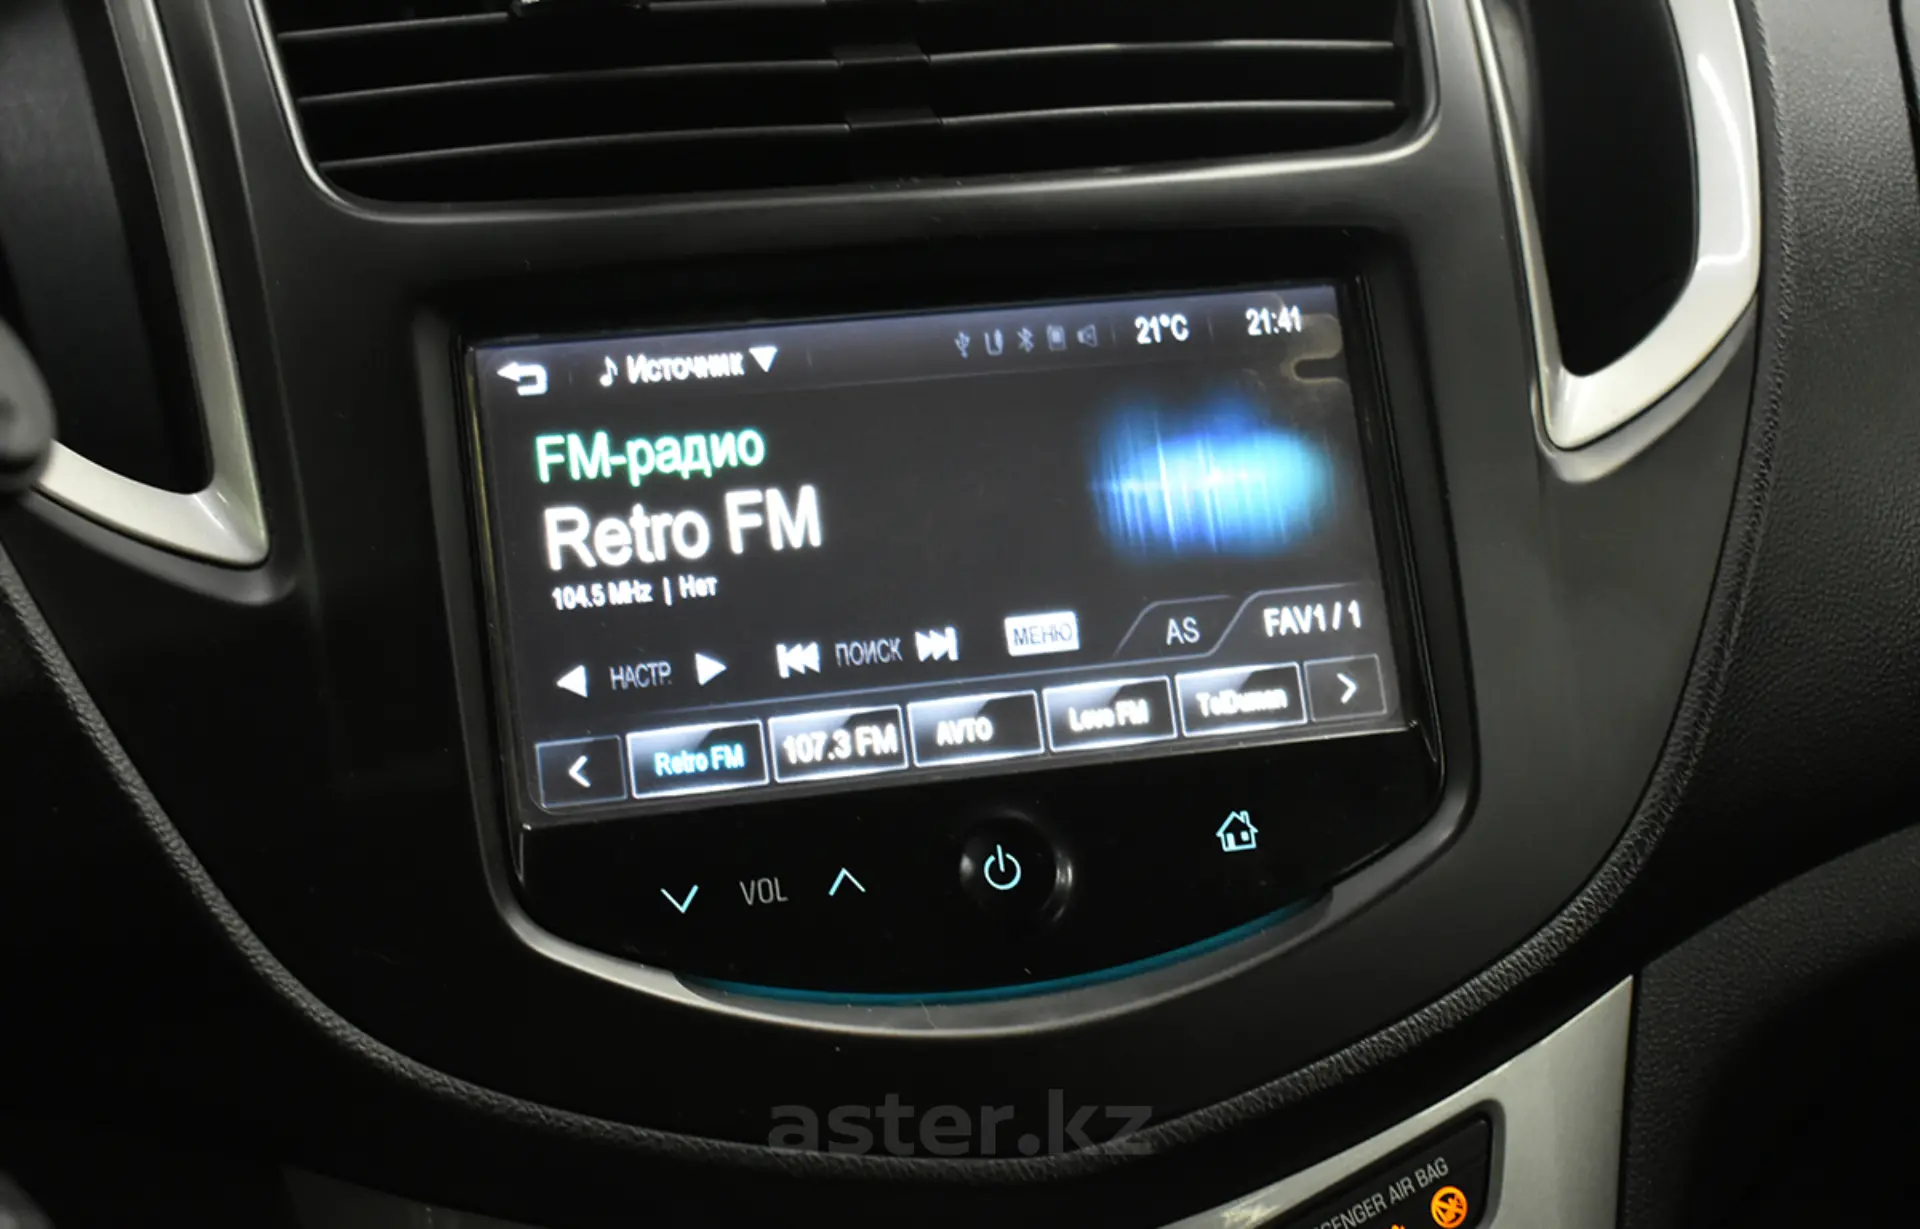 Источник 21°C 21:41
FM-радио
Retro FM
104.5 MHz | Нет
НАСТР. ПОИСК МЕНЮ AS FAV1 / 1
Retro FM 107.3 FM AVTO Love FM TelDuman
VOL
aster.kz
AIR BAG